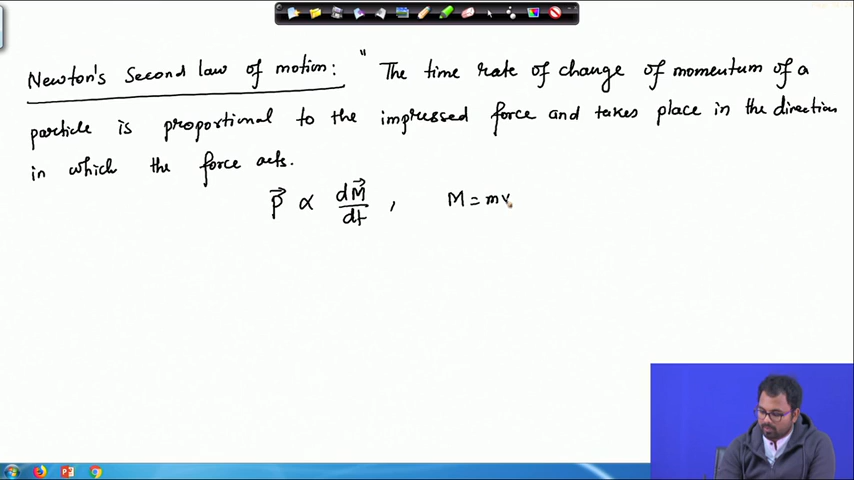 Newton's Second law of motion: " The time rate of change of momentum of a
particle is proportional to the impressed force and takes place in the direction
in which the force acts.
P⃗ ∝ dM⃗/dt , M = mv